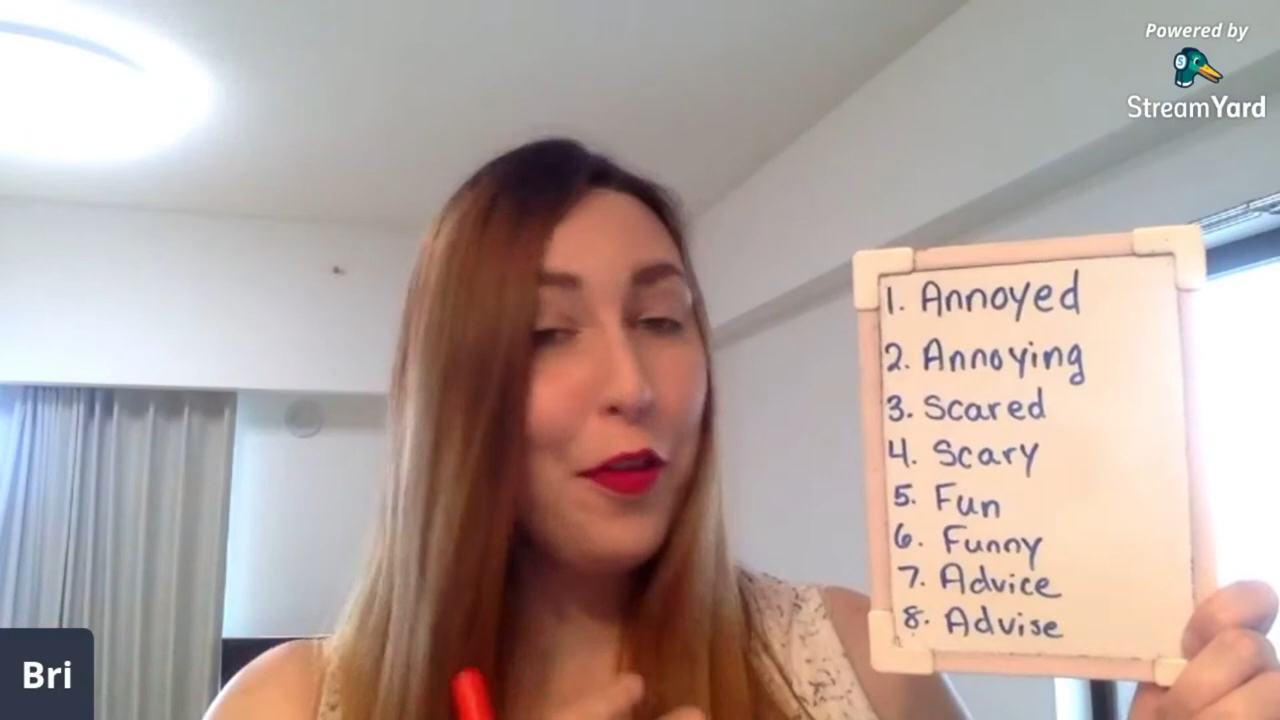 Powered by
StreamYard
1. Annoyed
2. Annoying
3. Scared
4. Scary
5. Fun
6. Funny
7. Advice
8. Advise
Bri